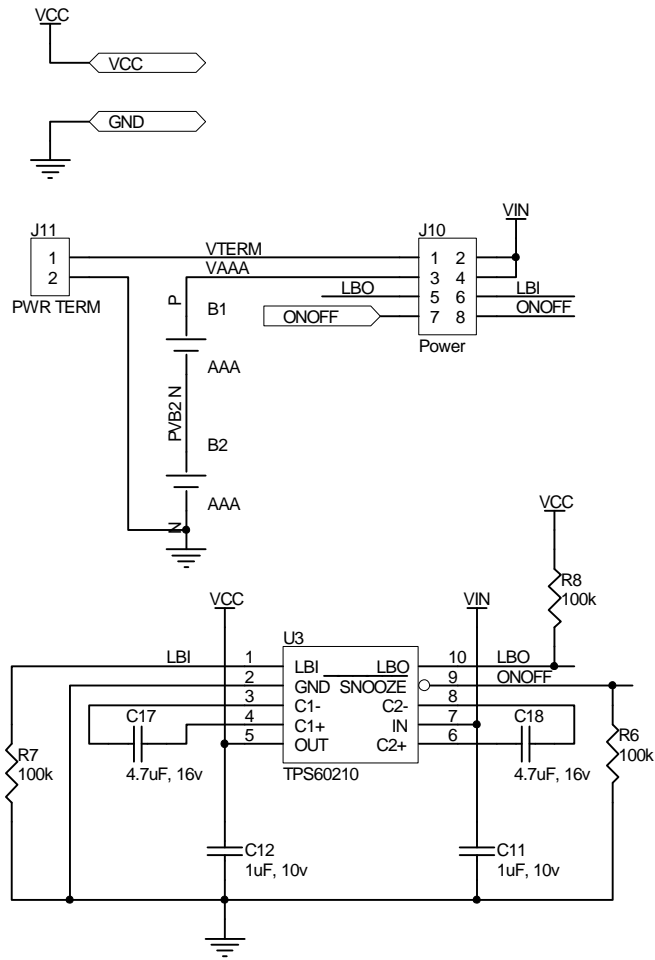 VCC
VCC
GND
J11
1
2
PWR TERM
VTERM
VAAA
J10
1 2
3 4
5 6
7 8
Power
VIN
LBO
LBI
ONOFF
ONOFF
P
B1
AAA
PVB2 N
B2
AAA
N
VCC
R8
100k
VCC
VIN
U3
LBI 1 LBI LBO 10 LBO
2 GND SNOOZE 9 ONOFF
3 C1- C2- 8
4 C1+ IN 7
5 OUT C2+ 6
TPS60210
C17
4.7uF, 16v
C18
4.7uF, 16v
R7
100k
R6
100k
C12
1uF, 10v
C11
1uF, 10v